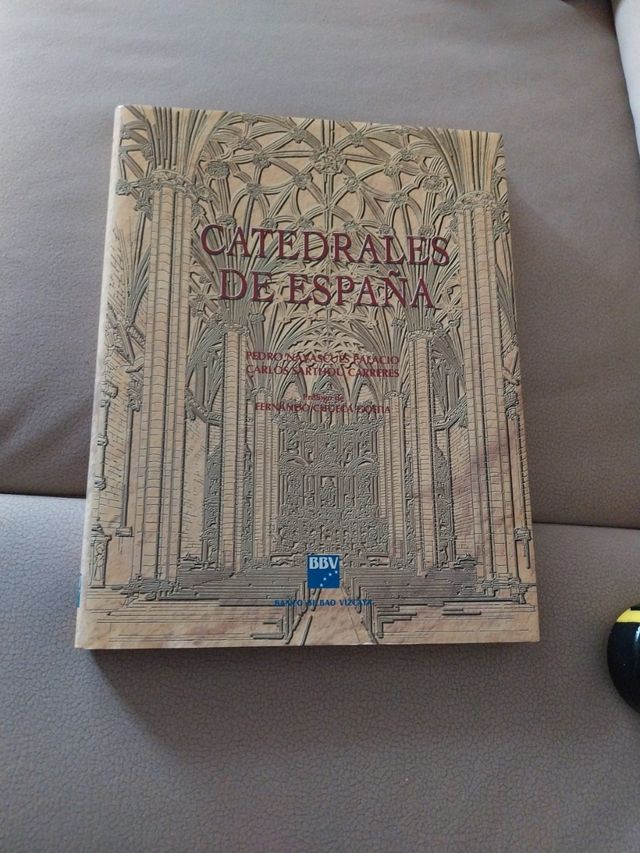 CATEDRALES
DE ESPAÑA
PEDRO NAVASCUÉS PALACIO
CARLOS SARTHOU CARRERES
Prólogo de
FERNANDO CHUECA GOITIA
BBV
BANCO BILBAO VIZCAYA